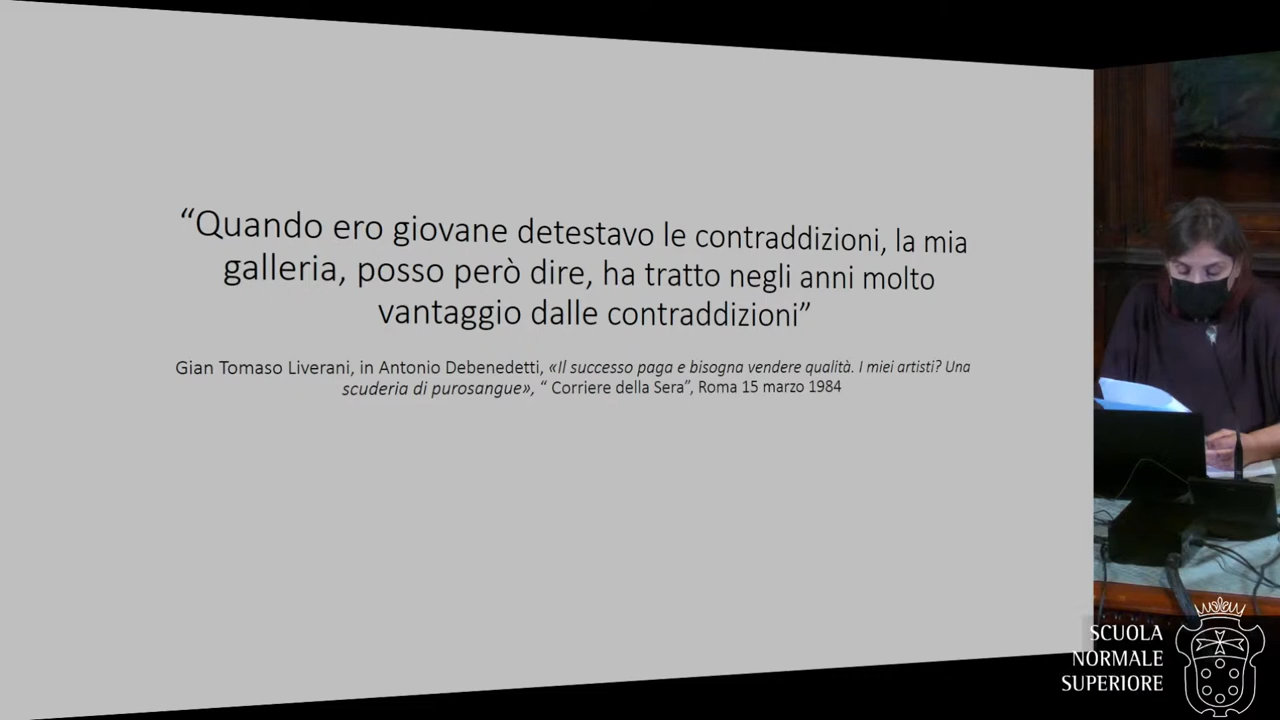 “Quando ero giovane detestavo le contraddizioni, la mia
galleria, posso però dire, ha tratto negli anni molto
vantaggio dalle contraddizioni”
Gian Tomaso Liverani, in Antonio Debenedetti, «Il successo paga e bisogna vendere qualità. I miei artisti? Una
scuderia di purosangue», “ Corriere della Sera”, Roma 15 marzo 1984
SCUOLA
NORMALE
SUPERIORE